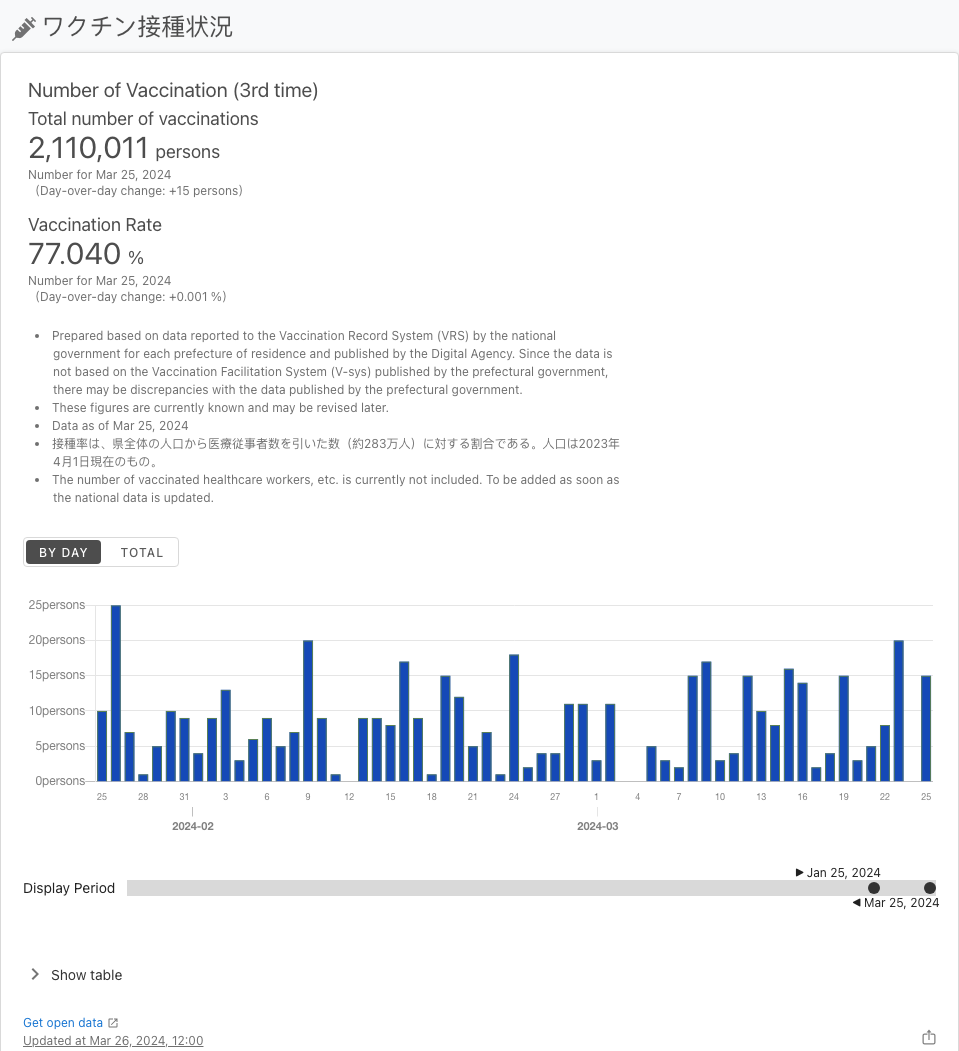 ワクチン接種状況
Number of Vaccination (3rd time)
Total number of vaccinations
2,110,011 persons
Number for Mar 25, 2024
（Day-over-day change: +15 persons）
Vaccination Rate
77.040 %
Number for Mar 25, 2024
（Day-over-day change: +0.001 %）
• Prepared based on data reported to the Vaccination Record System (VRS) by the national
government for each prefecture of residence and published by the Digital Agency. Since the data is
not based on the Vaccination Facilitation System (V-sys) published by the prefectural government,
there may be discrepancies with the data published by the prefectural government.
• These figures are currently known and may be revised later.
• Data as of Mar 25, 2024
• 接種率は、県全体の人口から医療従事者数を引いた数（約283万人）に対する割合である。人口は2023年
4月1日現在のもの。
• The number of vaccinated healthcare workers, etc. is currently not included. To be added as soon as
the national data is updated.
BY DAY TOTAL
25persons
20persons
15persons
10persons
5persons
0persons
25 28 31 3 6 9 12 15 18 21 24 27 1 4 7 10 13 16 19 22 25
2024-02 2024-03
▶ Jan 25, 2024
Display Period
◀ Mar 25, 2024
Show table
Get open data
Updated at Mar 26, 2024, 12:00